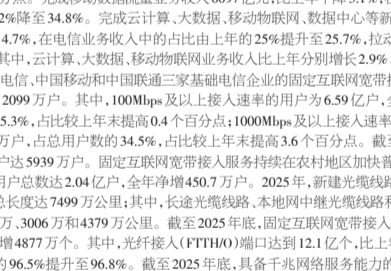 2%降至34.8%。完成云计算、大数据、移动物联网、数据中心等新
4.7%，在电信业务收入中的占比由上年的25%提升至25.7%，拉动
其中，云计算、大数据、移动物联网业务收入比上年分别增长2.9%
电信、中国移动和中国联通三家基础电信企业的固定互联网宽带接
2099万户。其中，100Mbps及以上接入速率的用户为6.59亿户，全
5.3%，占比较上年末提高0.4个百分点；1000Mbps及以上接入速率
万户，占总用户数的34.5%，占比较上年末提高3.6个百分点。截至
户达5939万户。固定互联网宽带接入服务持续在农村地区加快普
用户总数达2.04亿户，全年净增450.7万户。2025年，新建光缆线路
总长度达7499万公里；其中，长途光缆线路、本地网中继光缆线路和
万、3006万和4379万公里。截至2025年底，固定互联网宽带接入
增4877万个。其中，光纤接入(FTTH/O)端口达到12.1亿个，比上
的96.5%提升至96.8%。截至2025年底，具备千兆网络服务能力的